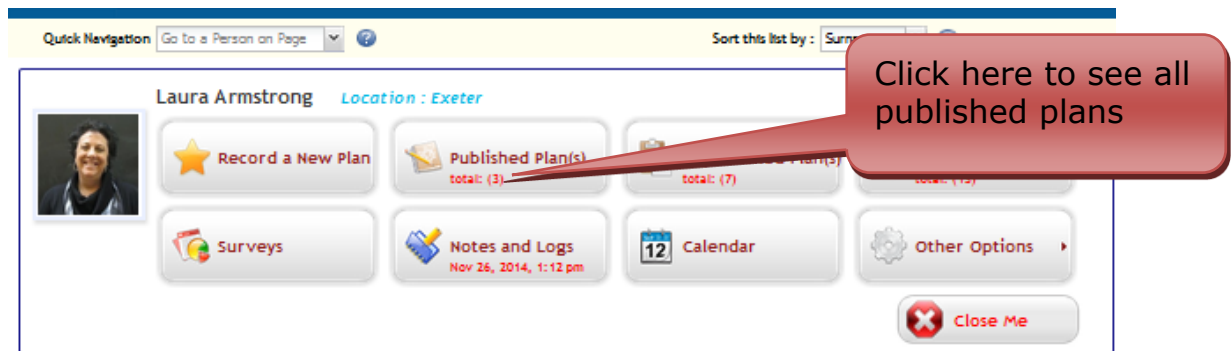 Quick Navigation Go to a Person on Page
Sort this list by :
Click here to see all
published plans
Laura Armstrong Location : Exeter
Record a New Plan
Published Plan(s)
total: (3)
Plan(s)
total: (7)
Surveys
Notes and Logs
Nov 26, 2014, 1:12 pm
12 Calendar
Other Options
Close Me